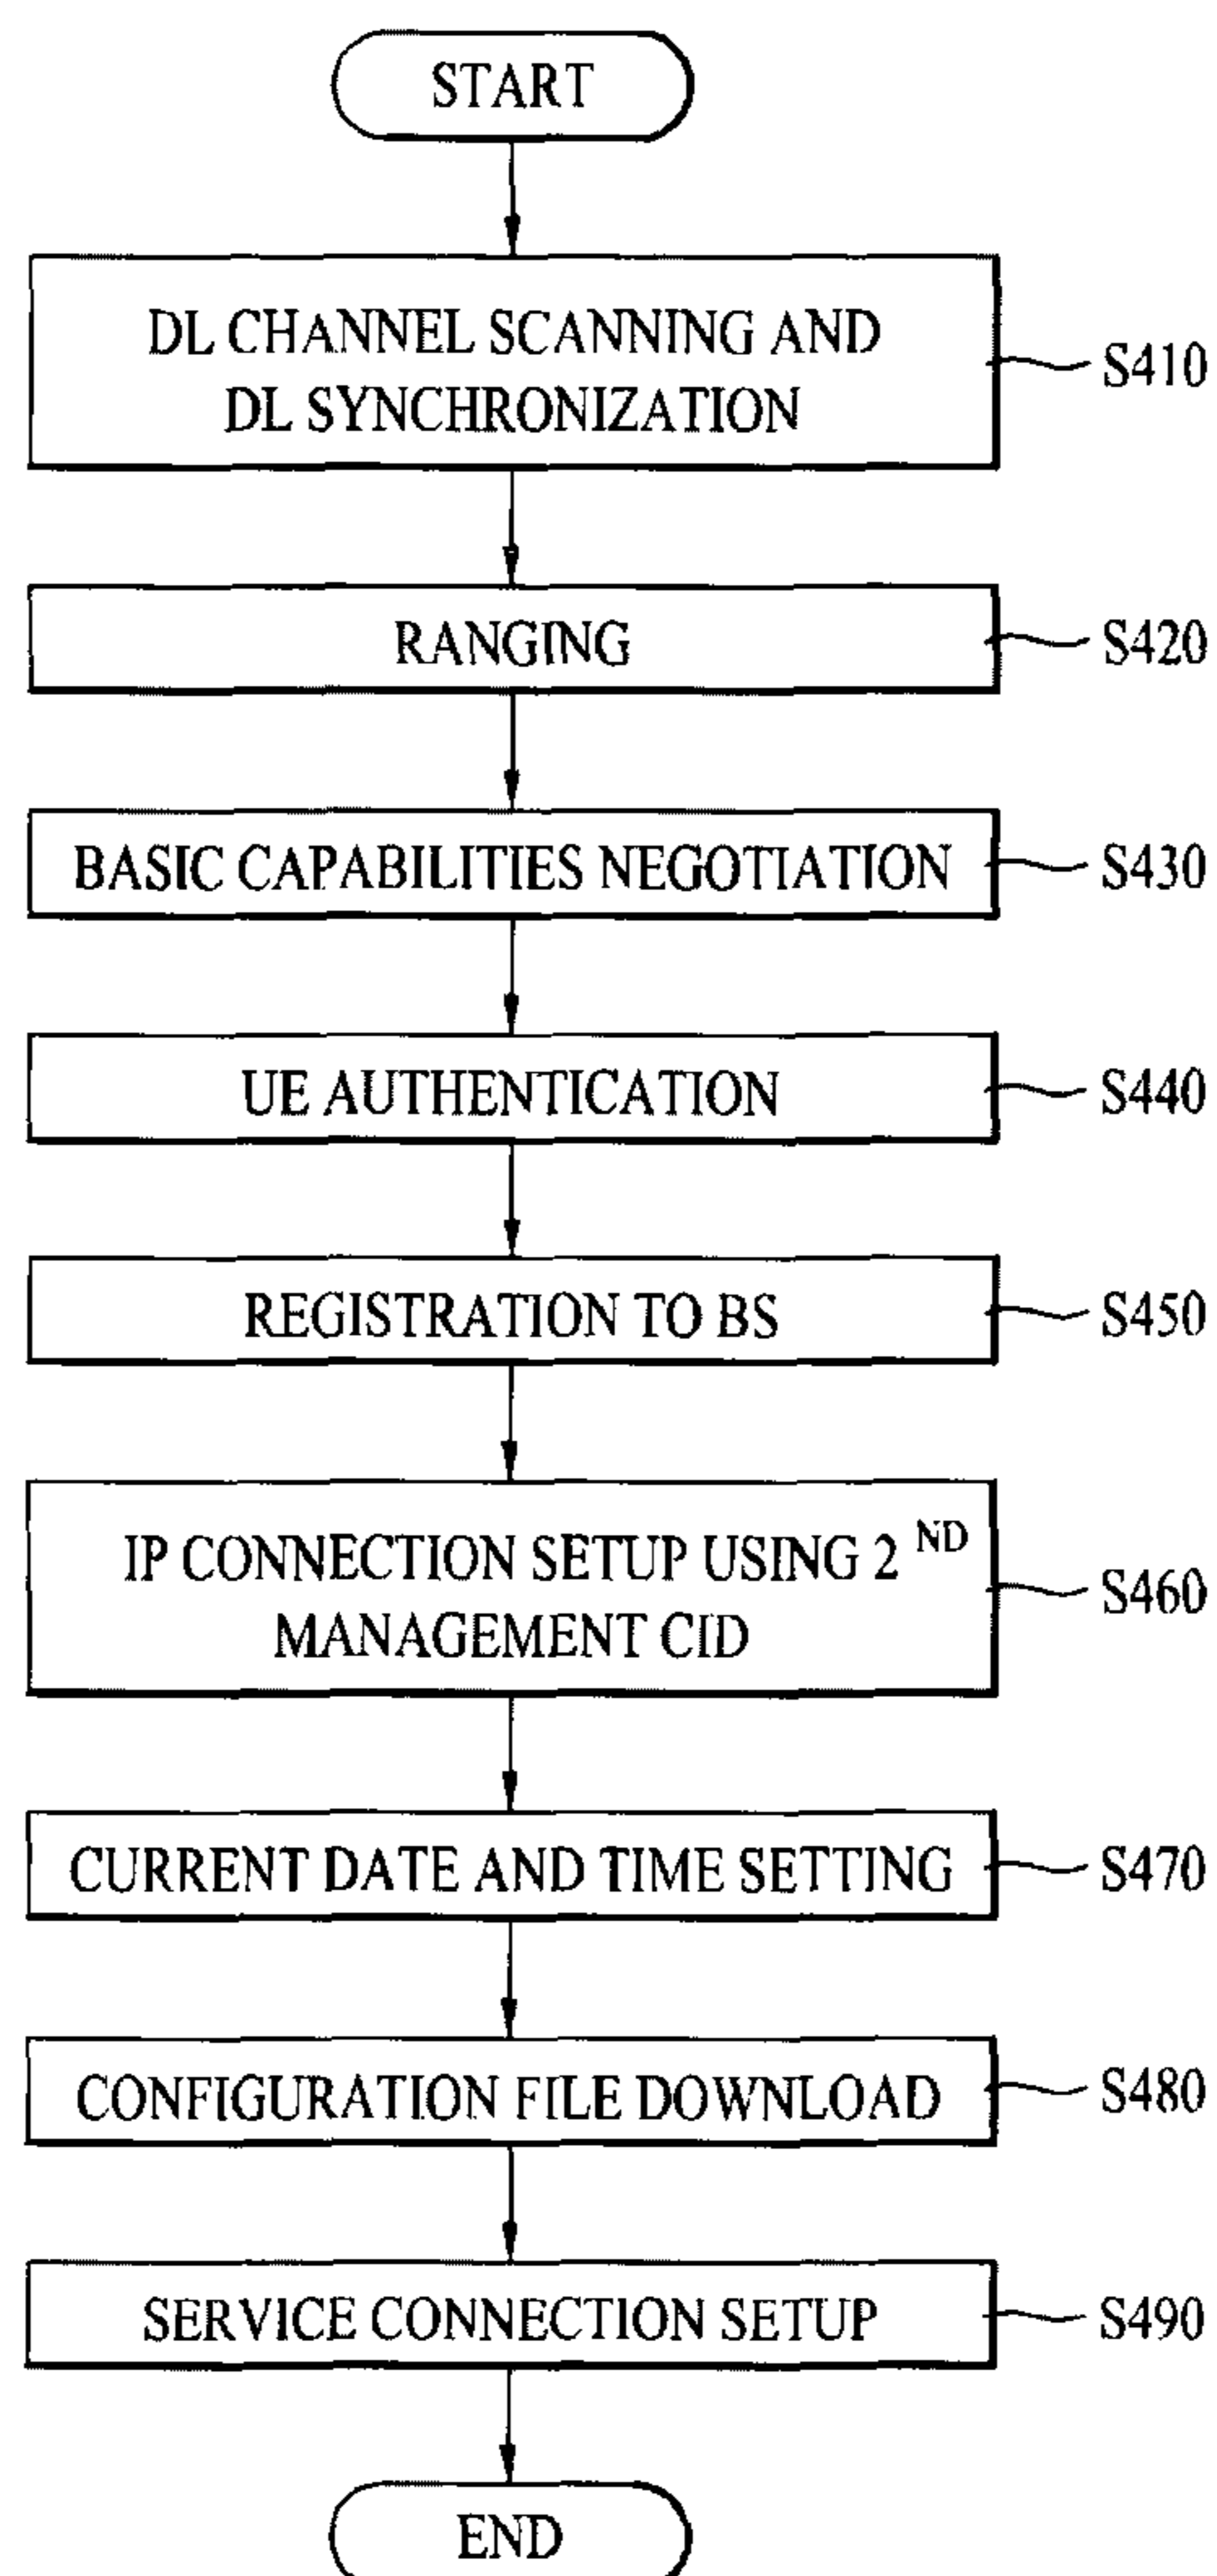 START
DL CHANNEL SCANNING AND
DL SYNCHRONIZATION
S410
RANGING
S420
BASIC CAPABILITIES NEGOTIATION
S430
UE AUTHENTICATION
S440
REGISTRATION TO BS
S450
IP CONNECTION SETUP USING 2 ND
MANAGEMENT CID
S460
CURRENT DATE AND TIME SETTING
S470
CONFIGURATION FILE DOWNLOAD
S480
SERVICE CONNECTION SETUP
S490
END